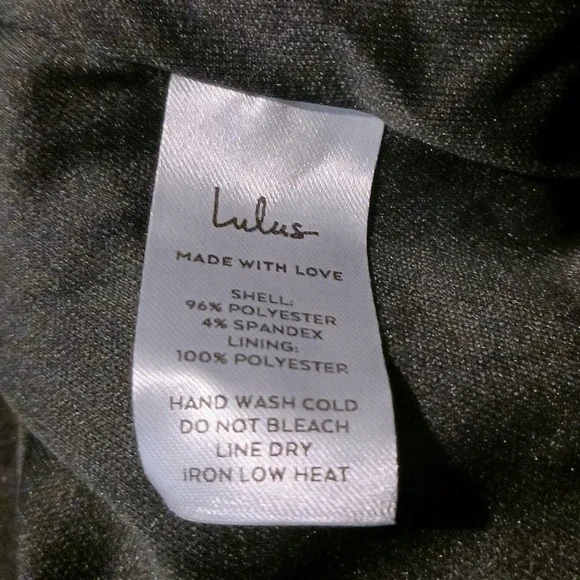 Lulus
MADE WITH LOVE
SHELL:
96% POLYESTER
4% SPANDEX
LINING:
100% POLYESTER
HAND WASH COLD
DO NOT BLEACH
LINE DRY
IRON LOW HEAT